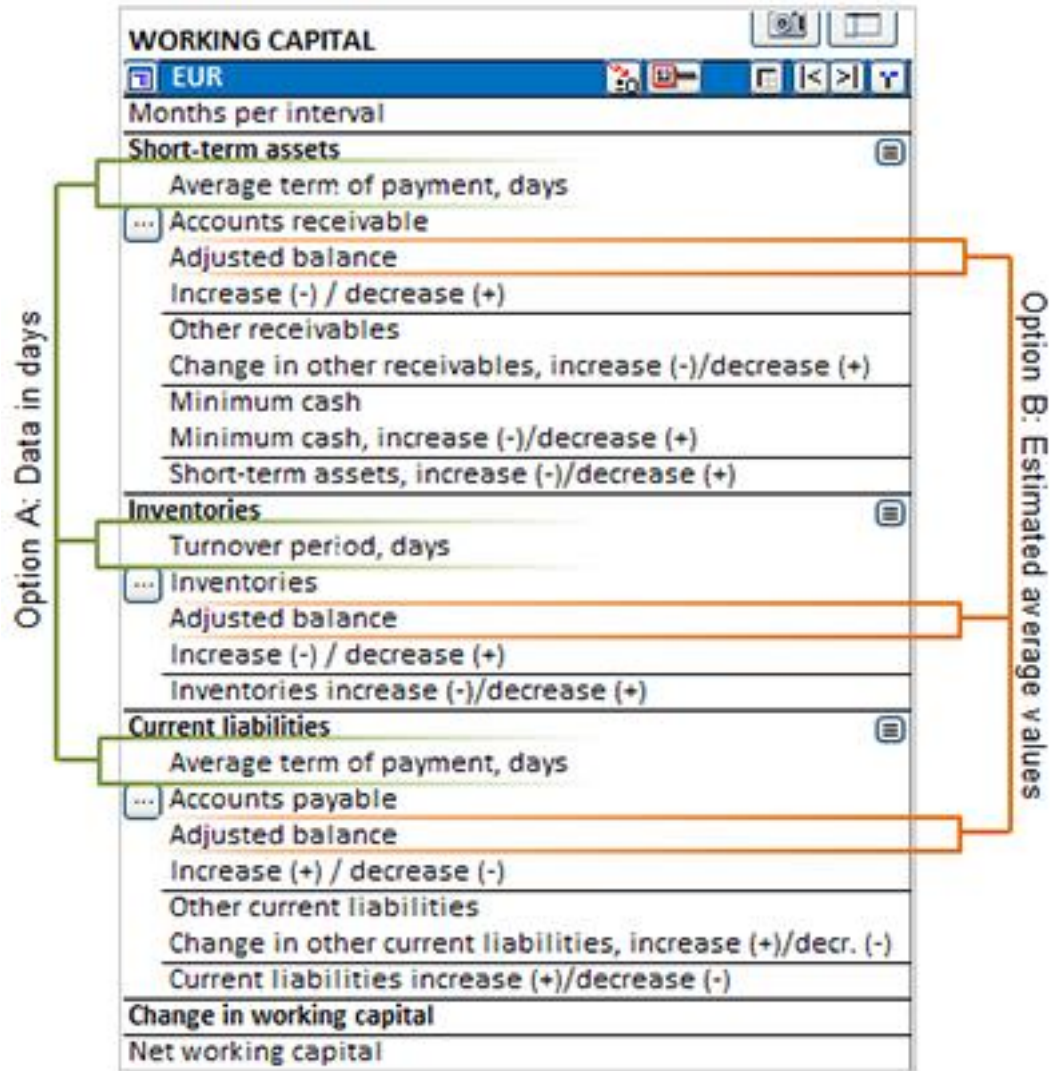 WORKING CAPITAL
EUR
Months per interval
Short-term assets
Average term of payment, days
... Accounts receivable
Adjusted balance
Increase (-) / decrease (+)
Other receivables
Change in other receivables, increase (-)/decrease (+)
Minimum cash
Minimum cash, increase (-)/decrease (+)
Short-term assets, increase (-)/decrease (+)
Inventories
Turnover period, days
... Inventories
Adjusted balance
Increase (-) / decrease (+)
Inventories increase (-)/decrease (+)
Current liabilities
Average term of payment, days
... Accounts payable
Adjusted balance
Increase (+) / decrease (-)
Other current liabilities
Change in other current liabilities, increase (+)/decr. (-)
Current liabilities increase (+)/decrease (-)
Change in working capital
Net working capital
Option A: Data in days
Option B: Estimated average values